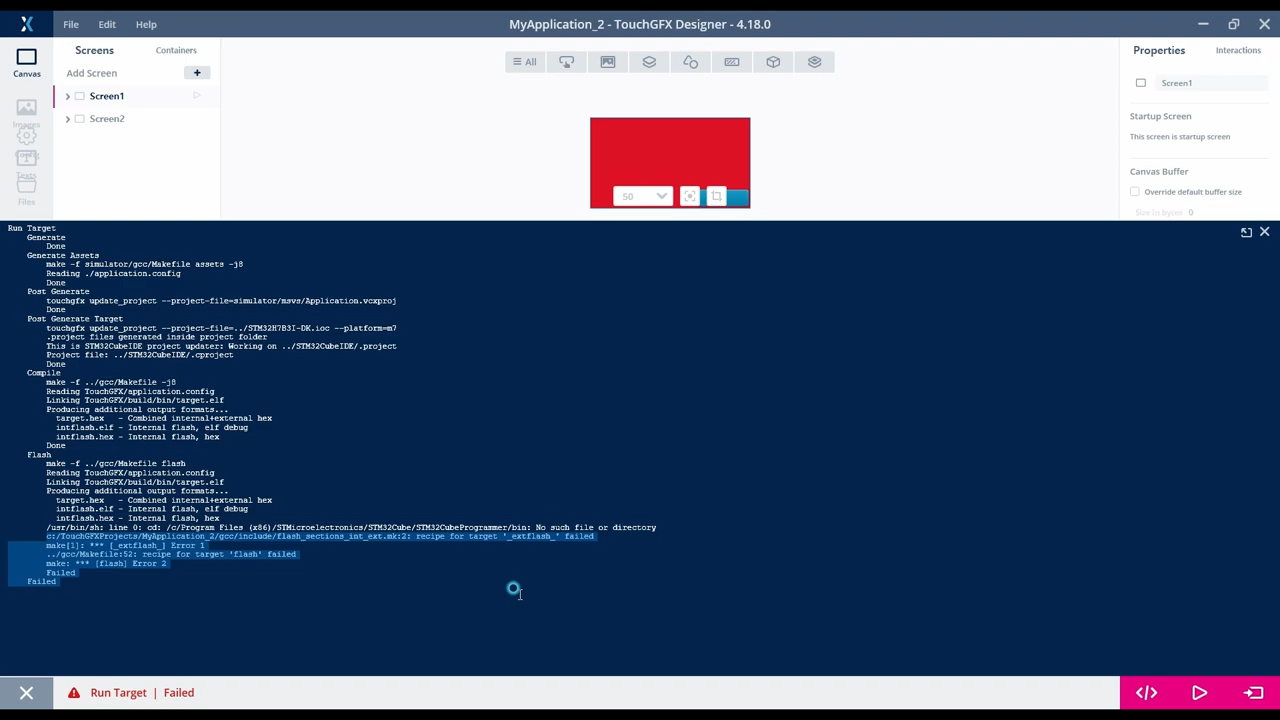 File Edit Help
MyApplication_2 - TouchGFX Designer - 4.18.0
Canvas
Images
Texts
Files
Screens Containers
Add Screen +
Screen1
Screen2
All
50
Properties Interactions
Screen1
Startup Screen
This screen is startup screen
Canvas Buffer
Override default buffer size
Size in bytes 0
Run Target
Generate
Done
Generate Assets
make -f simulator/gcc/Makefile assets -j8
Reading ./application.config
Done
Post Generate
touchgfx update_project --project-file=simulator/msvs/Application.vcxproj
Done
Post Generate Target
touchgfx update_project --project-file=../STM32H7B3I-DK.ioc --platform=m7
.project files generated inside project folder
This is STM32CubeIDE project updater: Working on ../STM32CubeIDE/.project
Project file: ../STM32CubeIDE/.cproject
Done
Compile
make -f ../gcc/Makefile -j8
Reading TouchGFX/application.config
Linking TouchGFX/build/bin/target.elf
Producing additional output formats...
target.hex - Combined internal+external hex
intflash.elf - Internal flash, elf debug
intflash.hex - Internal flash, hex
Done
Flash
make -f ../gcc/Makefile flash
Reading TouchGFX/application.config
Linking TouchGFX/build/bin/target.elf
Producing additional output formats...
target.hex - Combined internal+external hex
intflash.elf - Internal flash, elf debug
intflash.hex - Internal flash, hex
/usr/bin/sh: line 0: cd: /c/Program Files (x86)/STMicroelectronics/STM32Cube/STM32CubeProgrammer/bin: No such file or directory
c:/TouchGFXProjects/MyApplication_2/gcc/include/flash_sections_int_ext.mk:2: recipe for target '_extflash_' failed
make[1]: *** [_extflash_] Error 1
../gcc/Makefile:52: recipe for target 'flash' failed
make: *** [flash] Error 2
Failed
Failed
Run Target | Failed